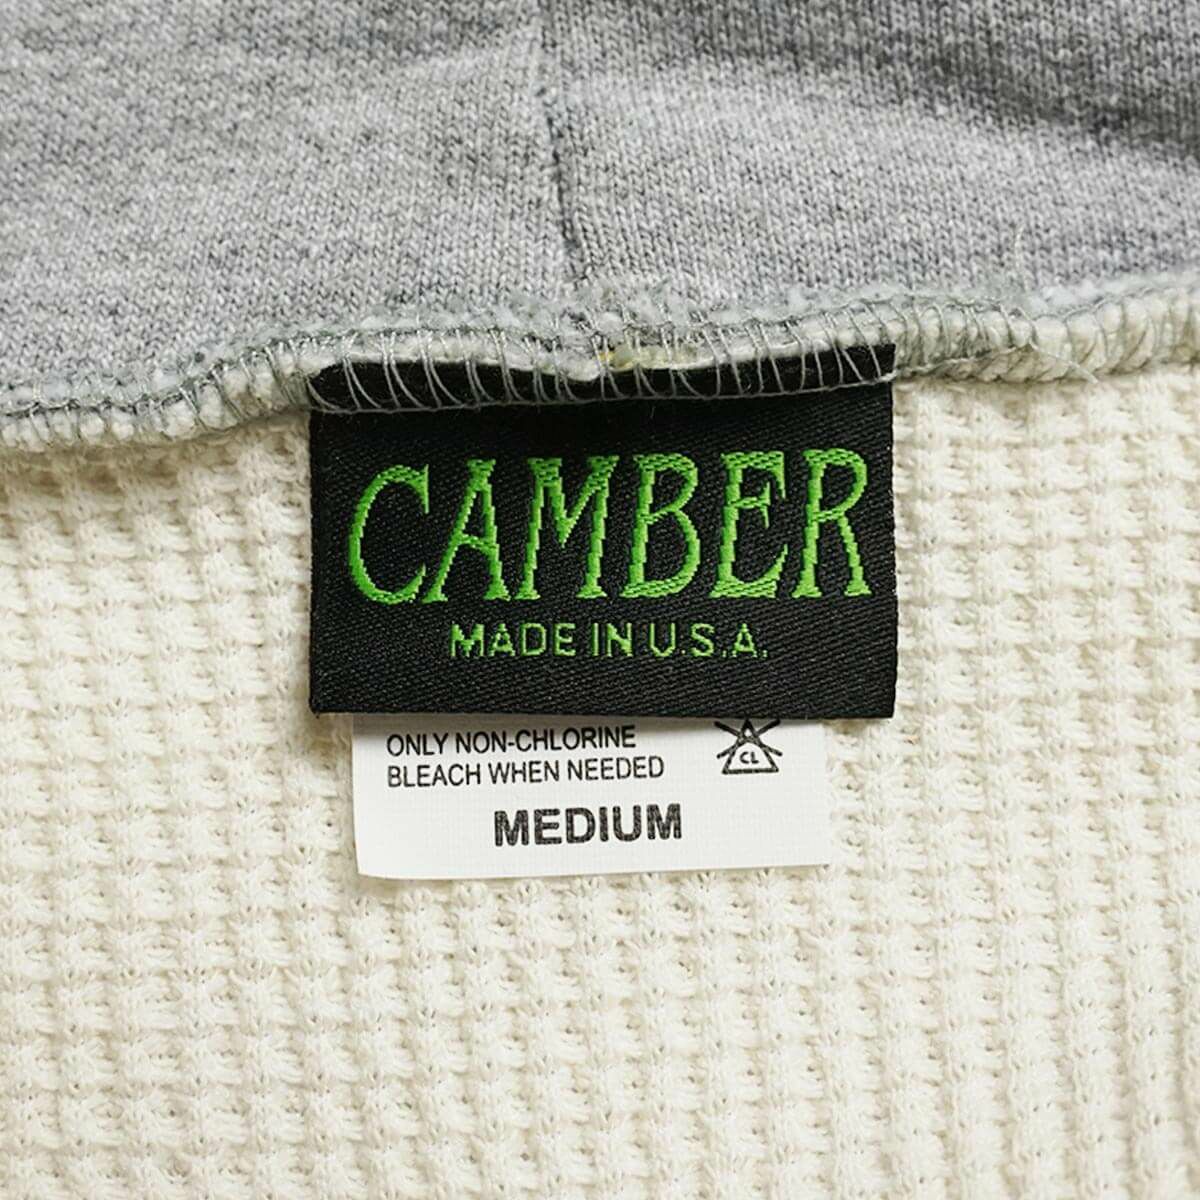 CAMBER
MADE IN U.S.A.
ONLY NON-CHLORINE
BLEACH WHEN NEEDED
CL
MEDIUM